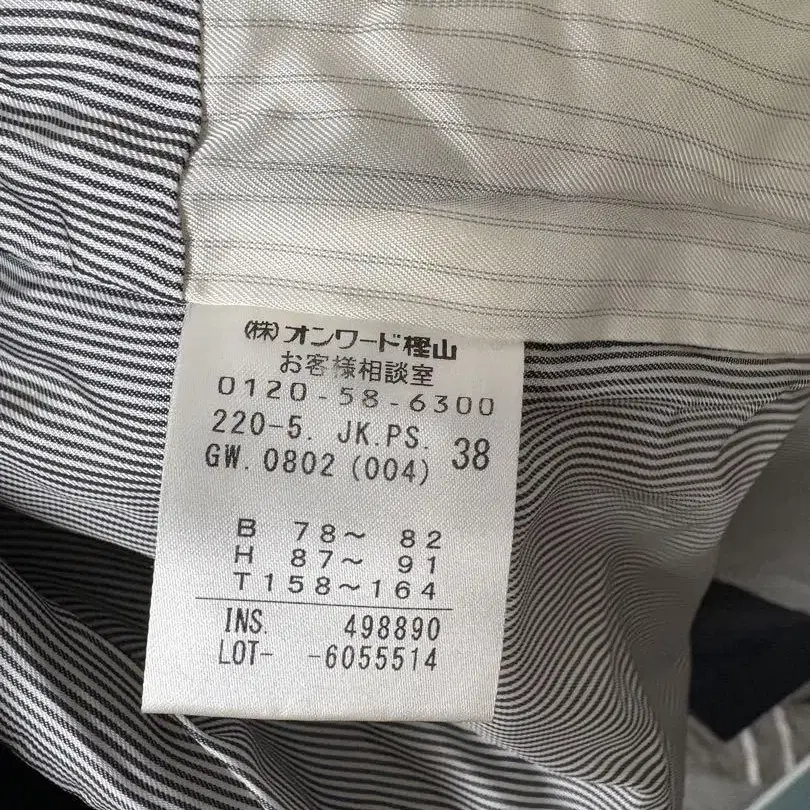 (株)オンワード樫山
お客様相談室
0120-58-6300
220-5. JK.PS. 38
GW. 0802 (004)
B 78～ 82
H 87～ 91
T158～164
INS. 498890
LOT- -6055514